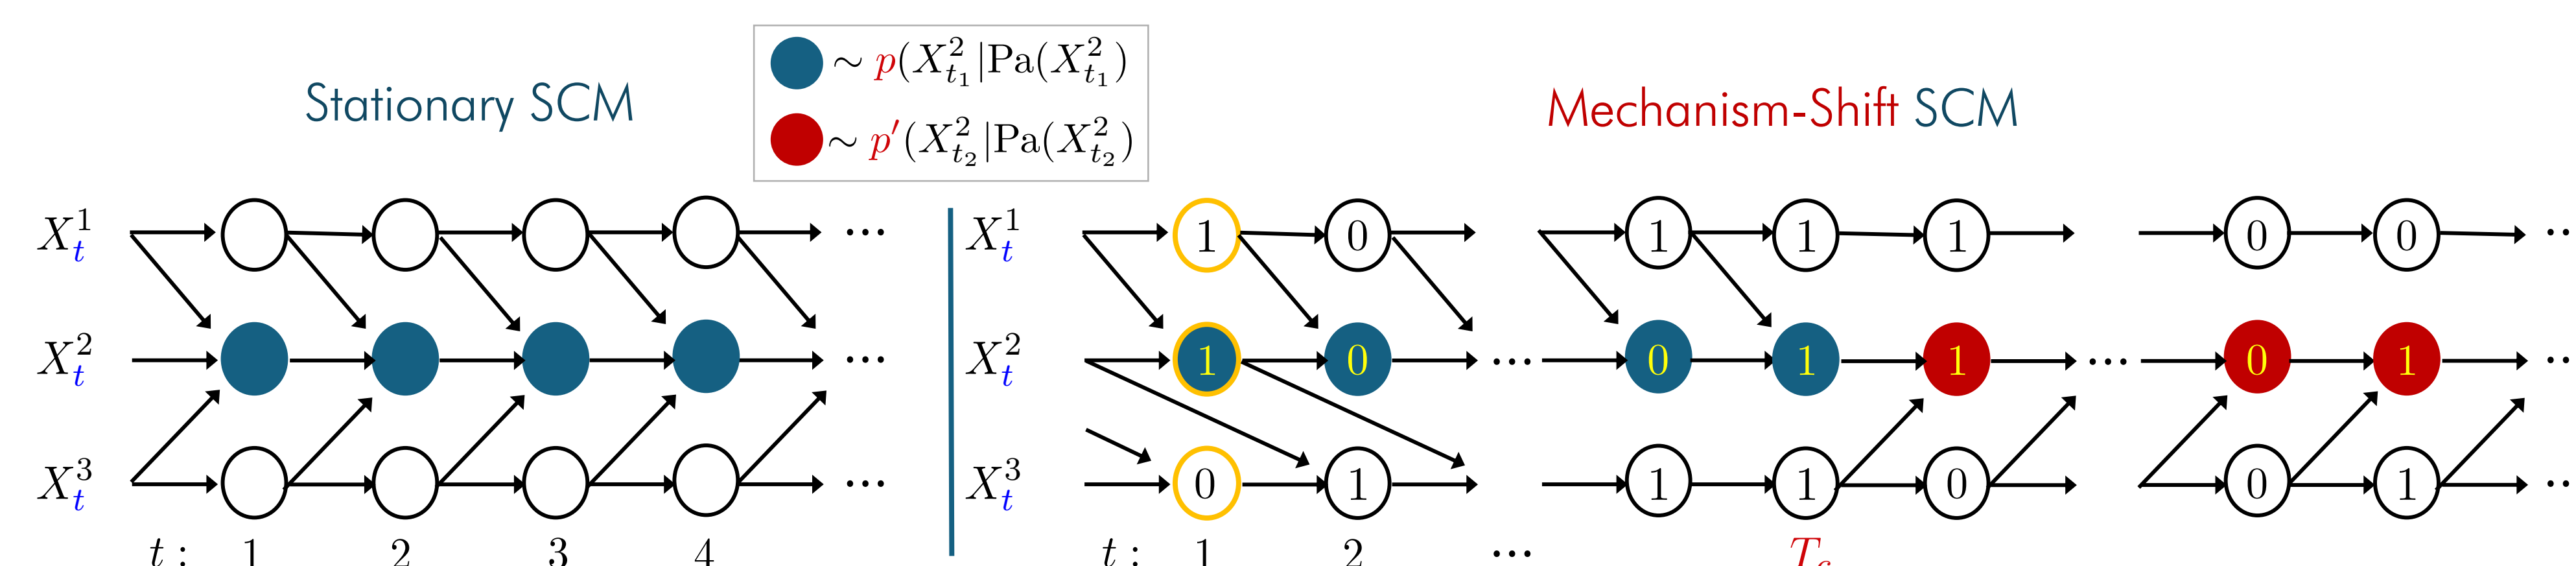 Stationary SCM
∼ p(X²_{t₁}|Pa(X²_{t₁})
∼ p′(X²_{t₂}|Pa(X²_{t₂})
Mechanism-Shift SCM
X¹_t ...
X²_t ...
X³_t ...
t : 1 2 3 4
X¹_t 1 0 1 1 1 0 0 ..
X²_t 1 0 ... 0 1 1 ... 0 1 ..
X³_t 0 1 1 1 0 0 1 ..
t : 1 2 ... T_c